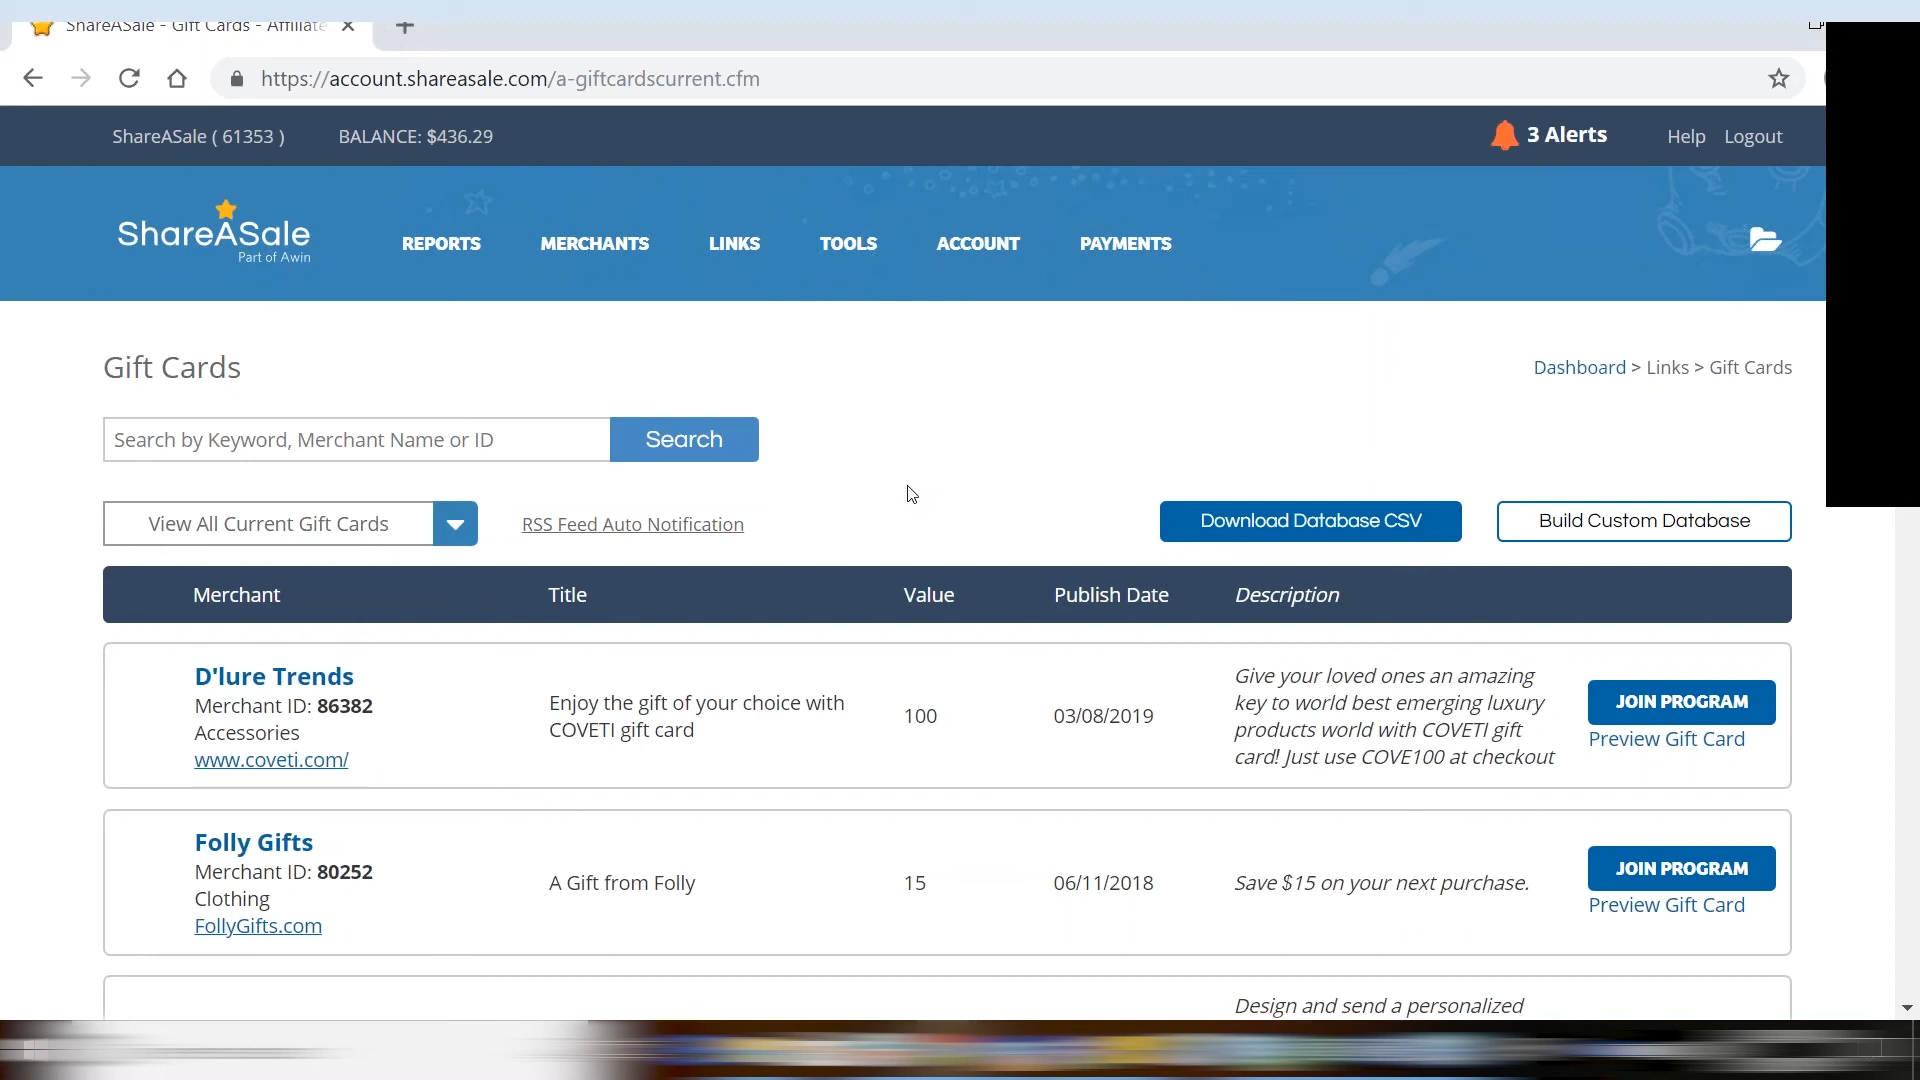 ShareASale - Gift Cards - Affiliate
https://account.shareasale.com/a-giftcardscurrent.cfm
ShareASale ( 61353 ) BALANCE: $436.29 3 Alerts Help Logout
ShareASale
Part of Awin
REPORTS MERCHANTS LINKS TOOLS ACCOUNT PAYMENTS
Gift Cards
Dashboard > Links > Gift Cards
Search by Keyword, Merchant Name or ID Search
View All Current Gift Cards RSS Feed Auto Notification Download Database CSV Build Custom Database
Merchant Title Value Publish Date Description
D'lure Trends
Merchant ID: 86382
Accessories
www.coveti.com/
Enjoy the gift of your choice with
COVETI gift card
100
03/08/2019
Give your loved ones an amazing
key to world best emerging luxury
products world with COVETI gift
card! Just use COVE100 at checkout
JOIN PROGRAM
Preview Gift Card
Folly Gifts
Merchant ID: 80252
Clothing
FollyGifts.com
A Gift from Folly
15
06/11/2018
Save $15 on your next purchase.
JOIN PROGRAM
Preview Gift Card
Design and send a personalized